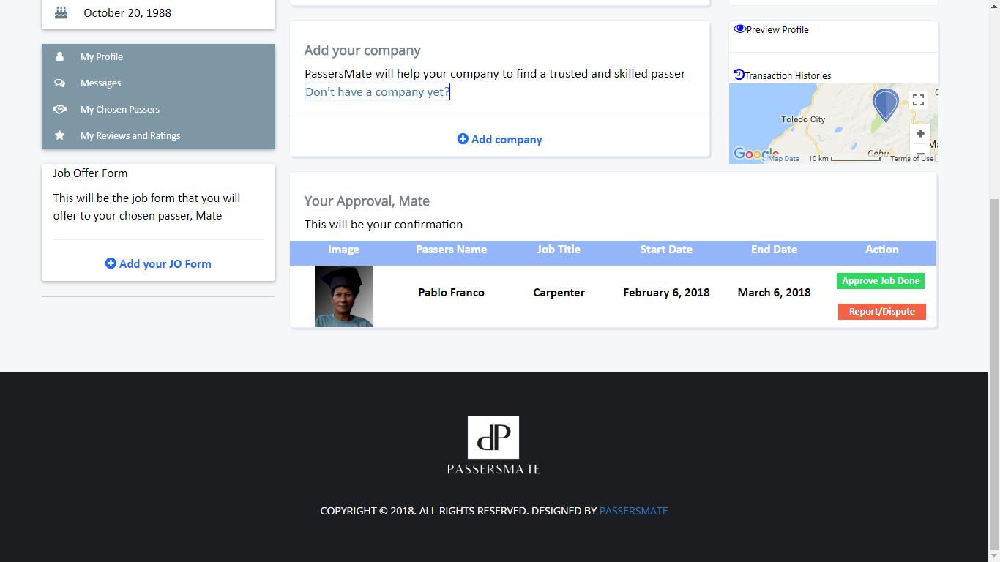 October 20, 1988
My Profile
Messages
My Chosen Passers
My Reviews and Ratings
Job Offer Form
This will be the job form that you will
offer to your chosen passer, Mate
Add your JO Form
Add your company
PassersMate will help your company to find a trusted and skilled passer
Don't have a company yet?
Add company
Preview Profile
Transaction Histories
Toledo City
Cebu
Google
Map Data 10 km Terms of Use
Your Approval, Mate
This will be your confirmation
Image Passers Name Job Title Start Date End Date Action
Pablo Franco Carpenter February 6, 2018 March 6, 2018
Approve Job Done
Report/Dispute
dP
PASSERSMATE
COPYRIGHT © 2018. ALL RIGHTS RESERVED. DESIGNED BY PASSERSMATE